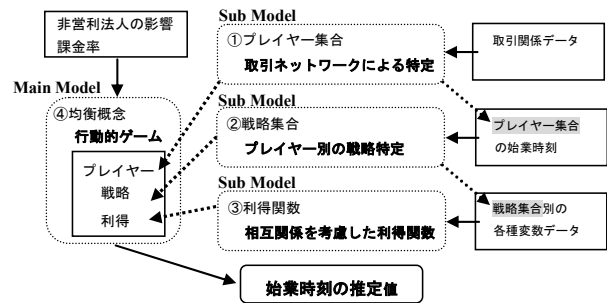 非営利法人の影響
課金率
Main Model
④均衡概念
行動的ゲーム
プレイヤー
戦略
利得
Sub Model
①プレイヤー集合
取引ネットワークによる特定
Sub Model
②戦略集合
プレイヤー別の戦略特定
Sub Model
③利得関数
相互関係を考慮した利得関数
取引関係データ
プレイヤー集合
の始業時刻
戦略集合別の
各種変数データ
始業時刻の推定値